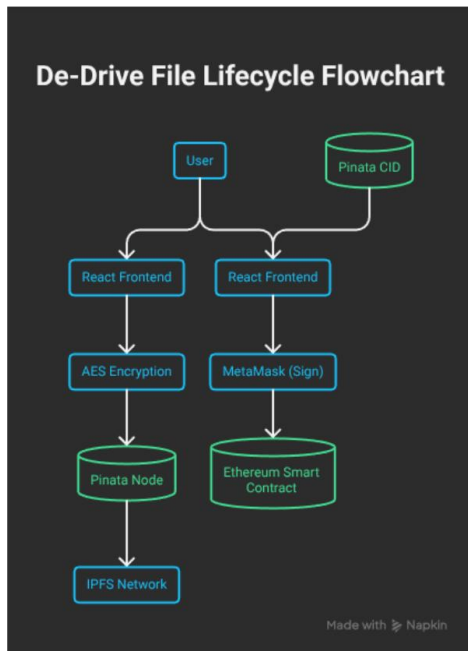 De-Drive File Lifecycle Flowchart
User
Pinata CID
React Frontend
React Frontend
AES Encryption
MetaMask (Sign)
Pinata Node
Ethereum Smart
Contract
IPFS Network
Made with Napkin